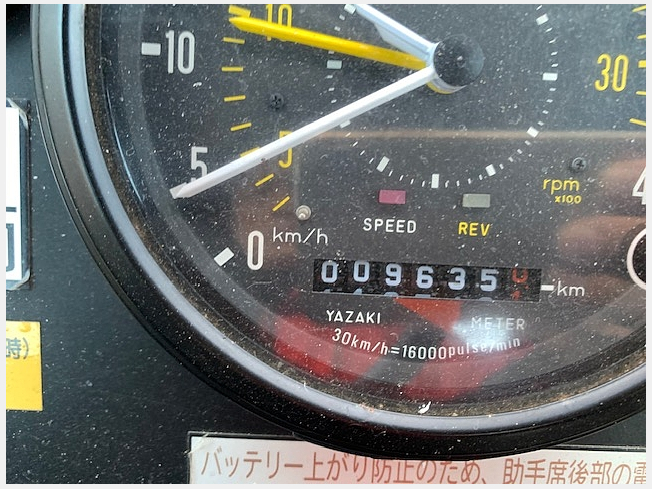 10
10
30
5
5
rpm
x100
SPEED
REV
0
km/h
009635
km
YAZAKI METER
30km/h=16000pulse/min
時)
バッテリー上がり防止のため、助手席後部の